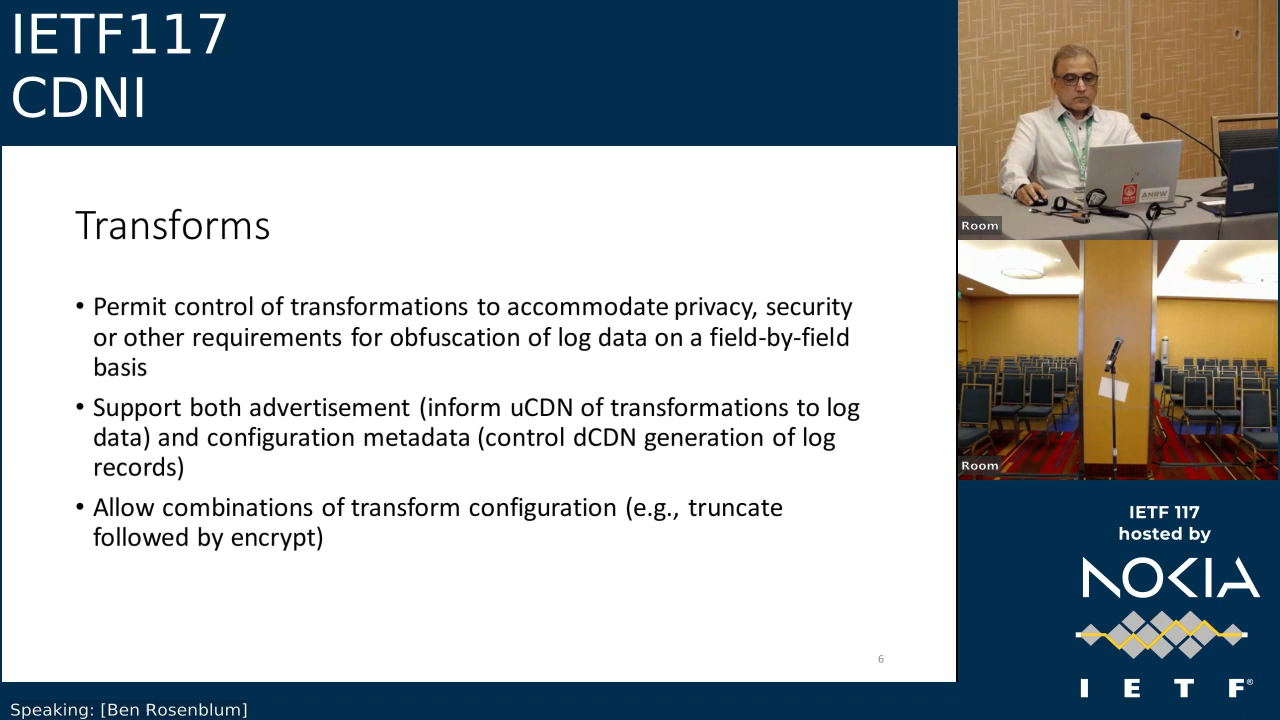 IETF117
CDNI
Transforms
• Permit control of transformations to accommodate privacy, security
or other requirements for obfuscation of log data on a field-by-field
basis
• Support both advertisement (inform uCDN of transformations to log
data) and configuration metadata (control dCDN generation of log
records)
• Allow combinations of transform configuration (e.g., truncate
followed by encrypt)
6
Speaking: [Ben Rosenblum]
ANRW
Room
Room
IETF 117
hosted by
NOKIA
I E T F®